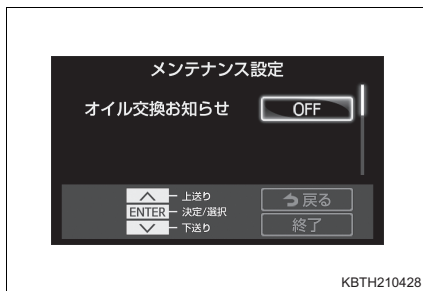 メンテナンス設定
オイル交換お知らせ OFF
上送り
ENTER 決定/選択
下送り
戻る
終了
KBTH210428